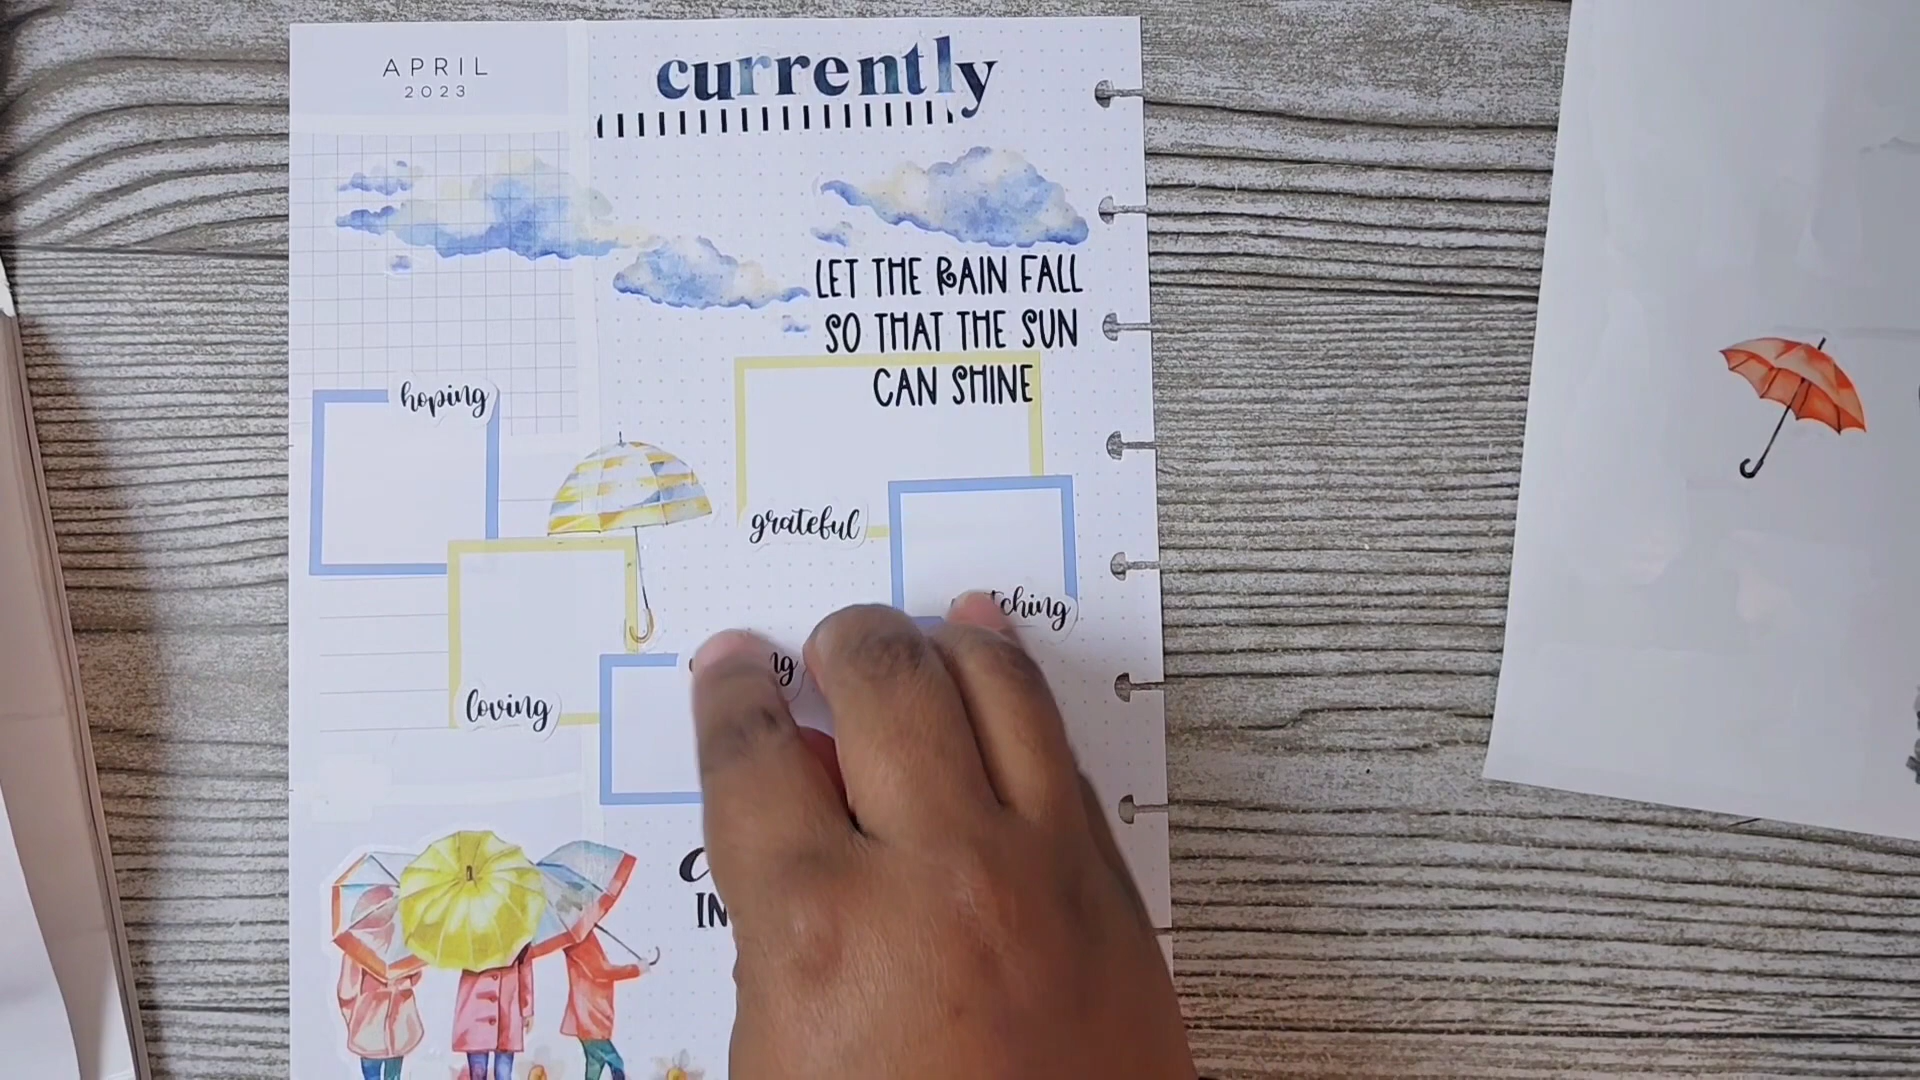 APRIL
2023
currently
LET THE RAIN FALL
SO THAT THE SUN
CAN SHINE
hoping
grateful
loving